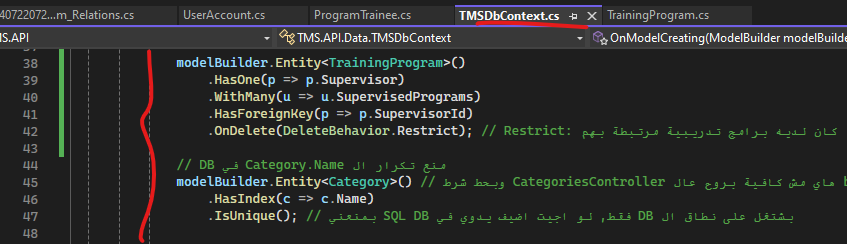 40722072...m_Relations.cs UserAccount.cs ProgramTrainee.cs TMSDbContext.cs TrainingProgram.cs
MS.API TMS.API.Data.TMSDbContext OnModelCreating(ModelBuilder modelBuilde
38 modelBuilder.Entity<TrainingProgram>()
39 .HasOne(p => p.Supervisor)
40 .WithMany(u => u.SupervisedPrograms)
41 .HasForeignKey(p => p.SupervisorId)
42 .OnDelete(DeleteBehavior.Restrict); // Restrict: كان لديه برامج تدريبية مرتبطة بهم
43
44 // منع تكرار ال Category.Name في DB
45 modelBuilder.Entity<Category>() // هاي مش كافية بروح عال CategoriesController وبحط شرط
46 .HasIndex(c => c.Name)
47 .IsUnique(); // بشتغل على نطاق ال DB فقط, لو اجيت اضيف يدوي في SQL DB بمنعني
48